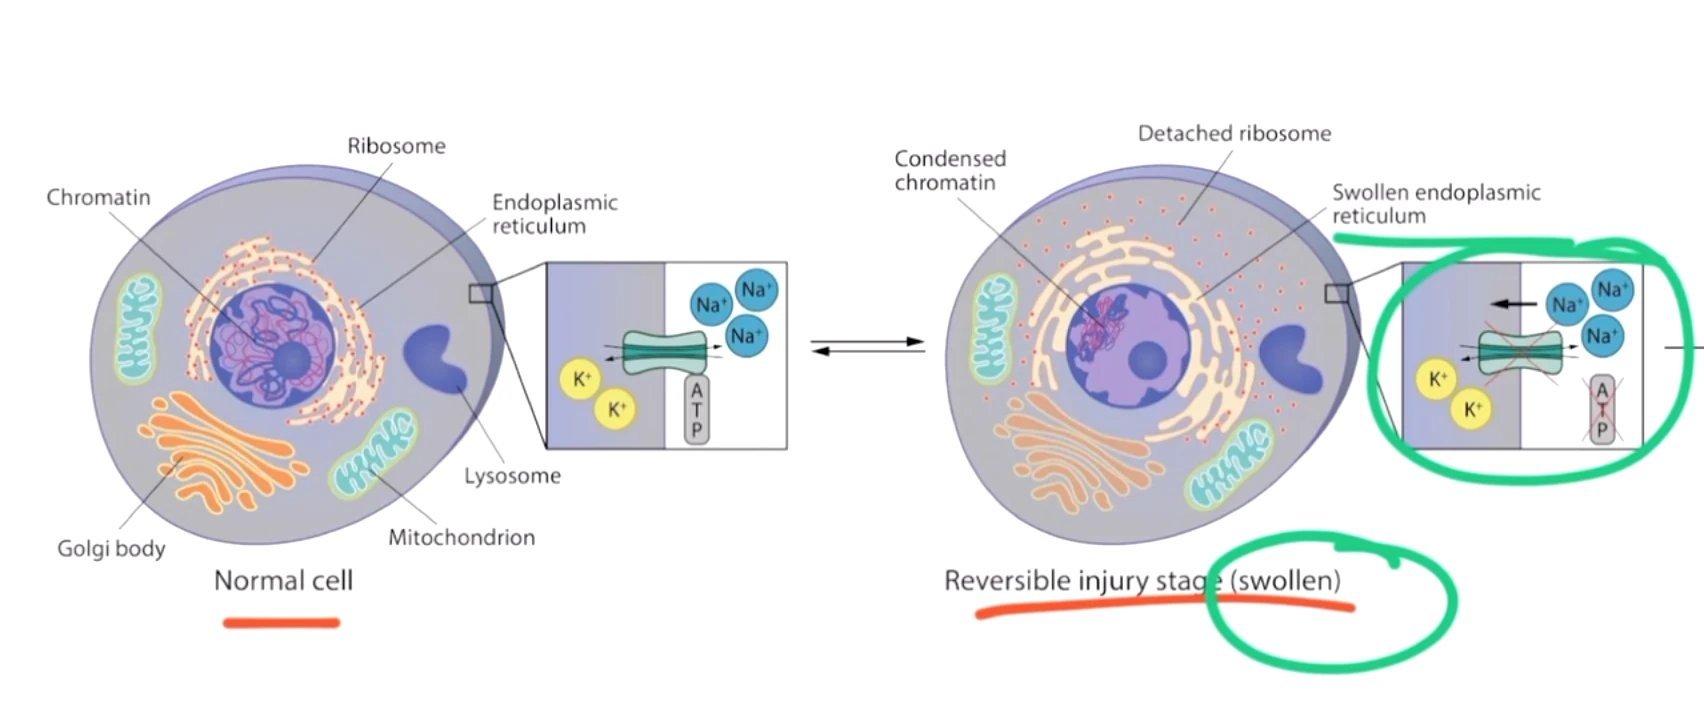 Ribosome
Chromatin
Endoplasmic
reticulum
Na⁺
Na⁺
Na⁺
K⁺
K⁺
A
T
P
Lysosome
Mitochondrion
Golgi body
Normal cell
Detached ribosome
Condensed
chromatin
Swollen endoplasmic
reticulum
Na⁺
Na⁺
Na⁺
K⁺
K⁺
A
T
P
Reversible injury stage (swollen)